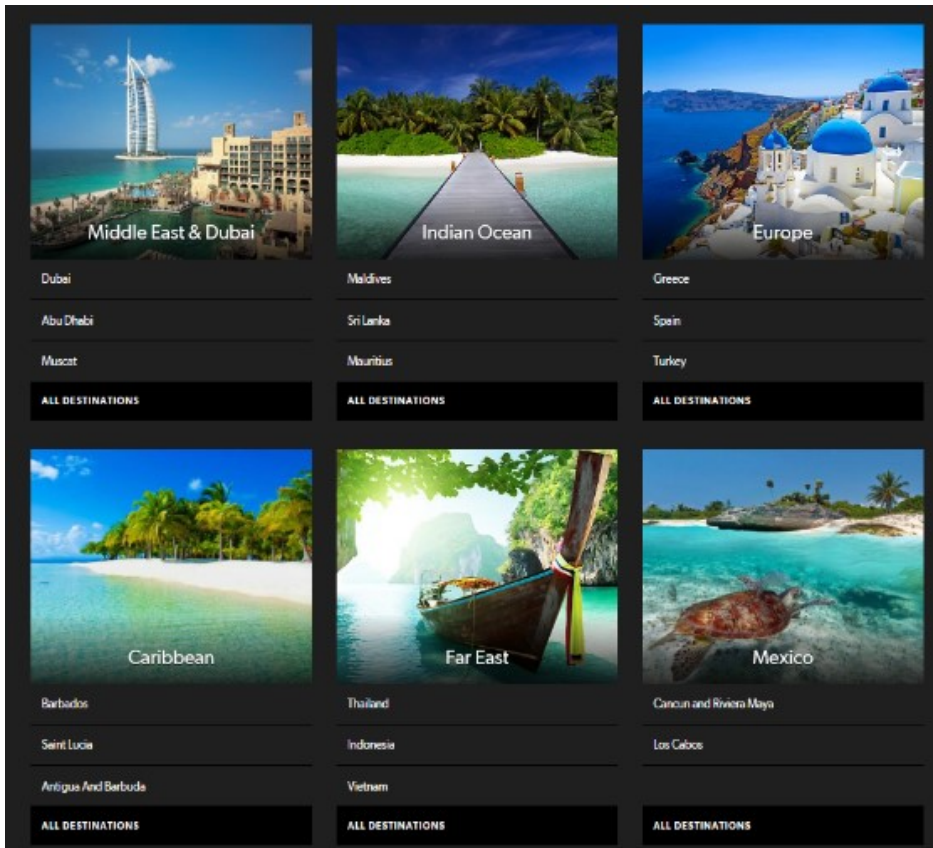 Middle East & Dubai
Dubai
Abu Dhabi
Muscat
ALL DESTINATIONS
Indian Ocean
Maldives
Sri Lanka
Mauritius
ALL DESTINATIONS
Europe
Greece
Spain
Turkey
ALL DESTINATIONS
Caribbean
Barbados
Saint Lucia
Antigua And Barbuda
ALL DESTINATIONS
Far East
Thailand
Indonesia
Vietnam
ALL DESTINATIONS
Mexico
Cancun and Riviera Maya
Los Cabos
ALL DESTINATIONS